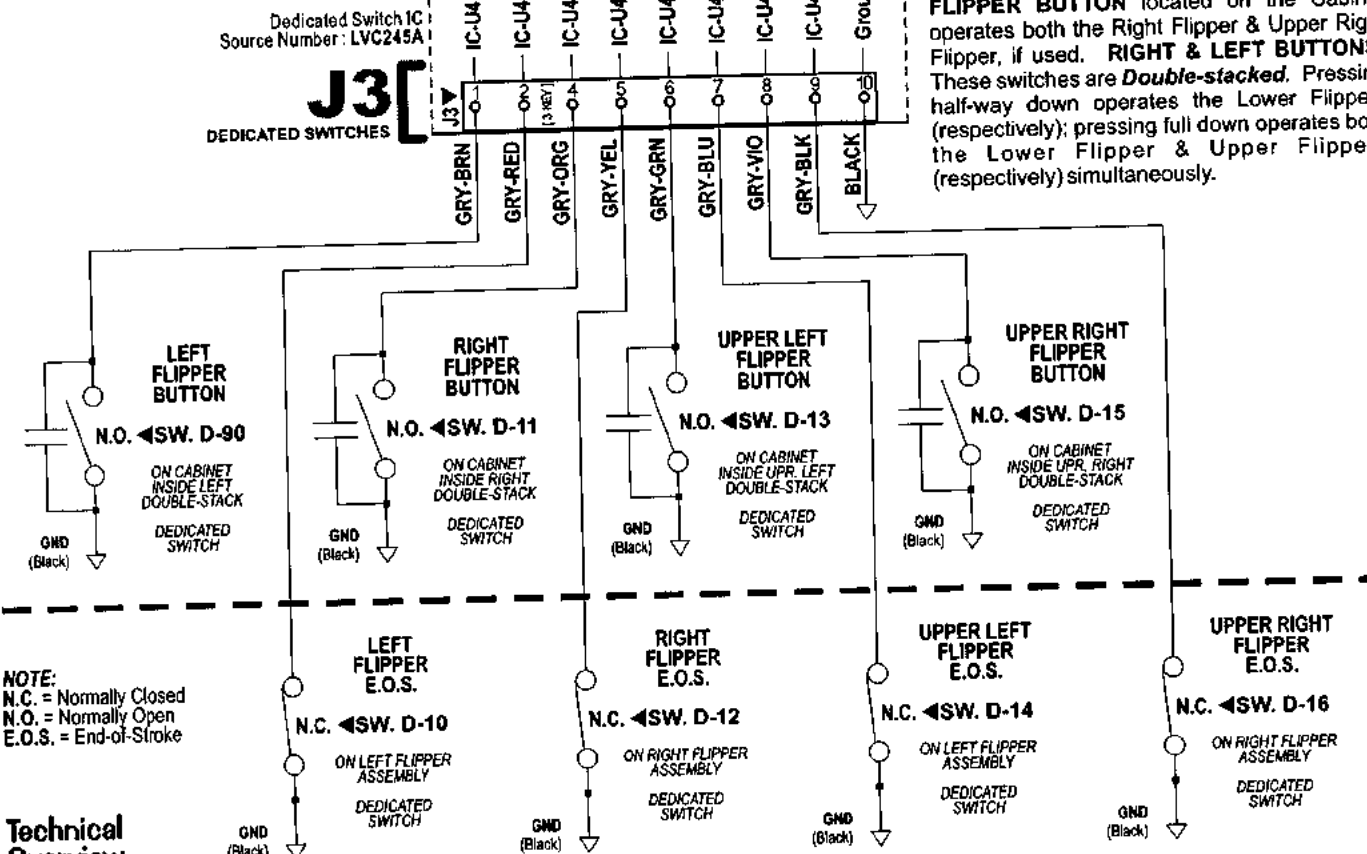 Dedicated Switch IC
Source Number : LVC245A
IC-U4
IC-U4
IC-U4
IC-U4
IC-U4
IC-U4
IC-U4
IC-U4
FLIPPER BUTTON located on the
operates both the Right Flipper & Upper
Flipper, if used. RIGHT & LEFT
These switches are Double-stacked.
half-way down operates the Lower
(respectively); pressing full down operates
the Lower Flipper & Upper
(respectively) simultaneously.
J3
DEDICATED SWITCHES
J3
1
2
[3 KEY]
4
5
6
7
8
9
10
GRY-BRN
GRY-RED
GRY-ORG
GRY-YEL
GRY-GRN
GRY-BLU
GRY-VIO
GRY-BLK
BLACK
LEFT
FLIPPER
BUTTON
N.O. ◄SW. D-90
ON CABINET
INSIDE LEFT
DOUBLE-STACK
DEDICATED
SWITCH
GND
(Black)
RIGHT
FLIPPER
BUTTON
N.O. ◄SW. D-11
ON CABINET
INSIDE RIGHT
DOUBLE-STACK
DEDICATED
SWITCH
GND
(Black)
UPPER LEFT
FLIPPER
BUTTON
N.O. ◄SW. D-13
ON CABINET
INSIDE UPR. LEFT
DOUBLE-STACK
DEDICATED
SWITCH
GND
(Black)
UPPER RIGHT
FLIPPER
BUTTON
N.O. ◄SW. D-15
ON CABINET
INSIDE UPR. RIGHT
DOUBLE-STACK
DEDICATED
SWITCH
GND
(Black)
NOTE:
N.C. = Normally Closed
N.O. = Normally Open
E.O.S. = End-of-Stroke
LEFT
FLIPPER
E.O.S.
N.C. ◄SW. D-10
ON LEFT FLIPPER
ASSEMBLY
DEDICATED
SWITCH
GND
(Black)
RIGHT
FLIPPER
E.O.S.
N.C. ◄SW. D-12
ON RIGHT FLIPPER
ASSEMBLY
DEDICATED
SWITCH
GND
(Black)
UPPER LEFT
FLIPPER
E.O.S.
N.C. ◄SW. D-14
ON LEFT FLIPPER
ASSEMBLY
DEDICATED
SWITCH
GND
(Black)
UPPER RIGHT
FLIPPER
E.O.S.
N.C. ◄SW. D-16
ON RIGHT FLIPPER
ASSEMBLY
DEDICATED
SWITCH
GND
(Black)
Technical